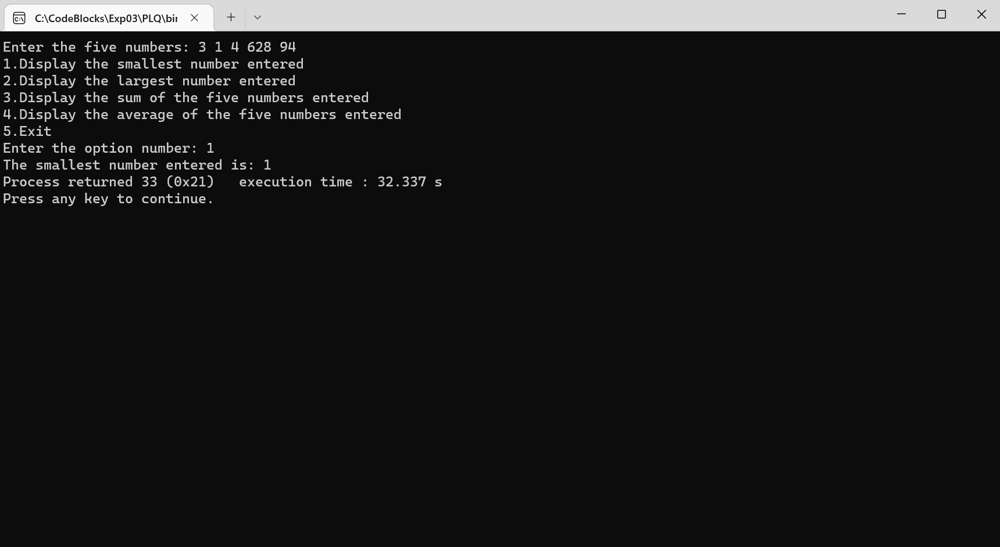 C:\CodeBlocks\Exp03\PLQ\bin
Enter the five numbers: 3 1 4 628 94
1.Display the smallest number entered
2.Display the largest number entered
3.Display the sum of the five numbers entered
4.Display the average of the five numbers entered
5.Exit
Enter the option number: 1
The smallest number entered is: 1
Process returned 33 (0x21)   execution time : 32.337 s
Press any key to continue.